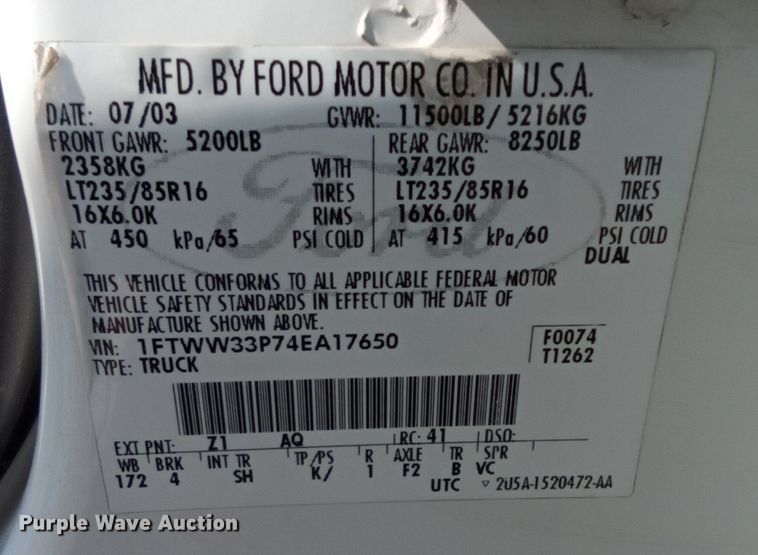 MFD. BY FORD MOTOR CO. IN U.S.A.
DATE: 07/03 GVWR: 11500LB/ 5216KG
FRONT GAWR: 5200LB REAR GAWR: 8250LB
2358KG WITH 3742KG WITH
LT235/85R16 TIRES LT235/85R16 TIRES
16X6.0K RIMS 16X6.0K RIMS
AT 450 kPa/65 PSI COLD AT 415 kPa/60 PSI COLD
DUAL
Ford
THIS VEHICLE CONFORMS TO ALL APPLICABLE FEDERAL MOTOR
VEHICLE SAFETY STANDARDS IN EFFECT ON THE DATE OF
MANUFACTURE SHOWN ABOVE.
VIN: 1FTWW33P74EA17650 F0074
TYPE: TRUCK T1262
EXT PNT: Z1 AQ RC: 41 DSO:
WB BRK INT TR TP/PS R AXLE TR SPR
172 4 SH K/ 1 F2 B VC
UTC ▽ 2U5A-1520472-AA
Purple Wave Auction